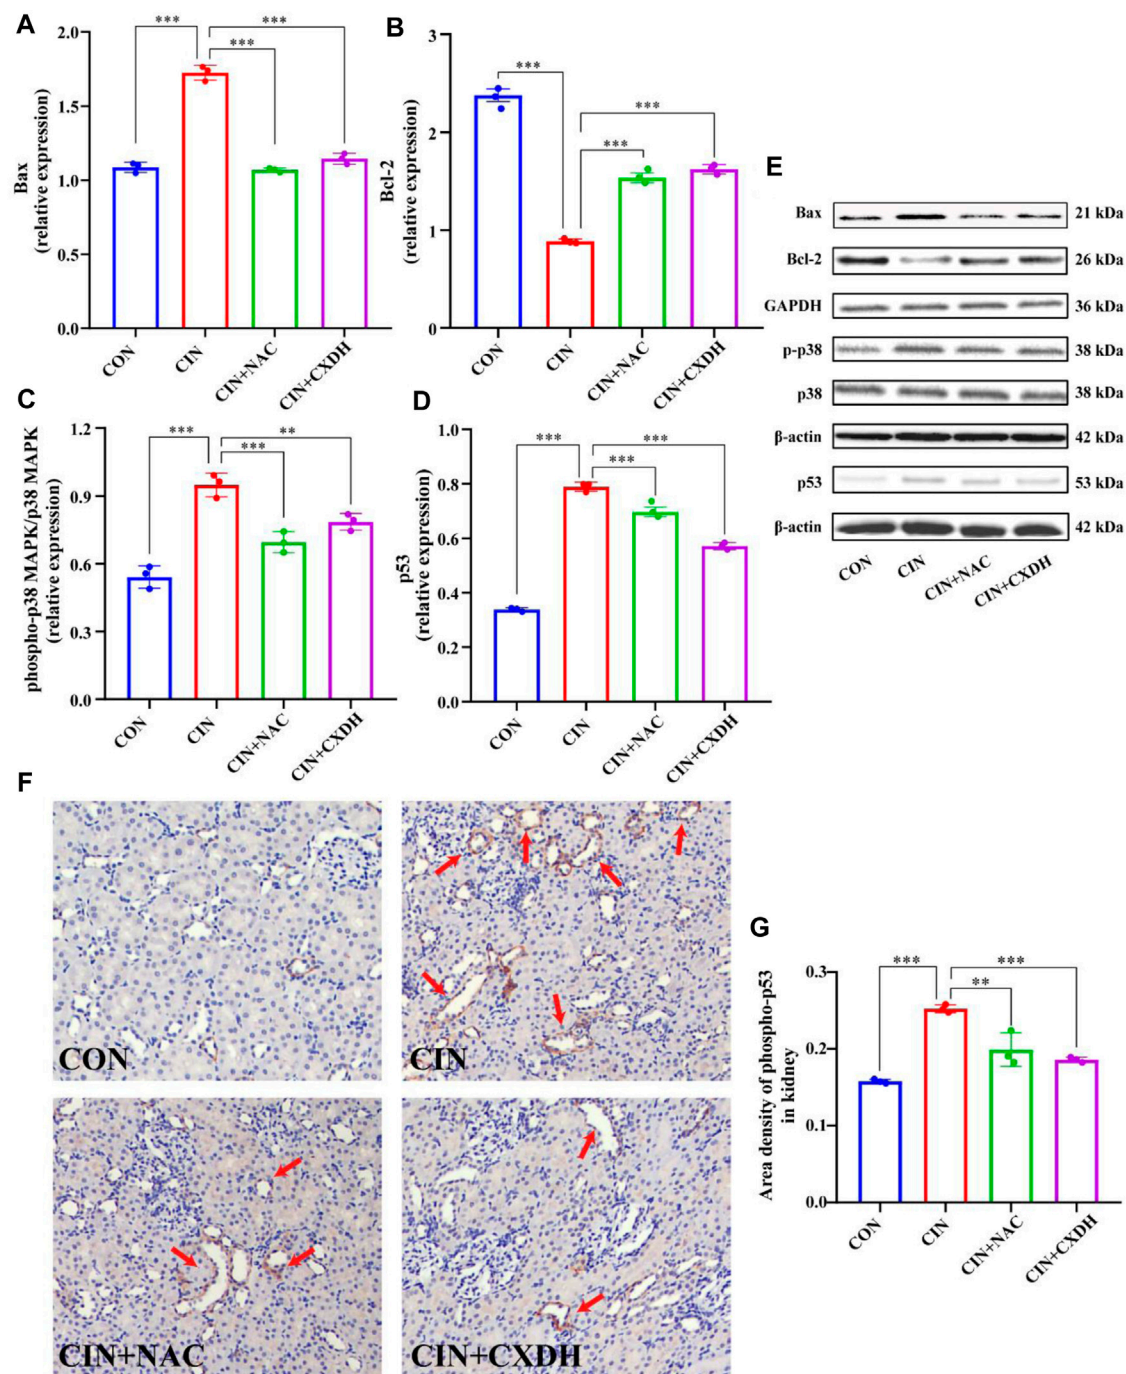 A
Bax
(relative expression)
2.0
1.5
1.0
0.5
0.0
***
***
***
CON
CIN
CIN+NAC
CIN+CXDH
B
Bcl-2
(relative expression)
3
2
1
0
***
***
***
CON
CIN
CIN+NAC
CIN+CXDH
C
phospho-p38 MAPK/p38 MAPK
(relative expression)
1.2
0.9
0.6
0.3
0.0
***
**
***
CON
CIN
CIN+NAC
CIN+CXDH
D
p53
(relative expression)
1.0
0.8
0.6
0.4
0.2
0.0
***
***
***
CON
CIN
CIN+NAC
CIN+CXDH
E
Bax 21 kDa
Bcl-2 26 kDa
GAPDH 36 kDa
p-p38 38 kDa
p38 38 kDa
β-actin 42 kDa
p53 53 kDa
β-actin 42 kDa
CON
CIN
CIN+NAC
CIN+CXDH
F
CON
CIN
CIN+NAC
CIN+CXDH
G
Area density of phospho-p53
in kidney
0.3
0.2
0.1
0.0
***
***
**
CON
CIN
CIN+NAC
CIN+CXDH